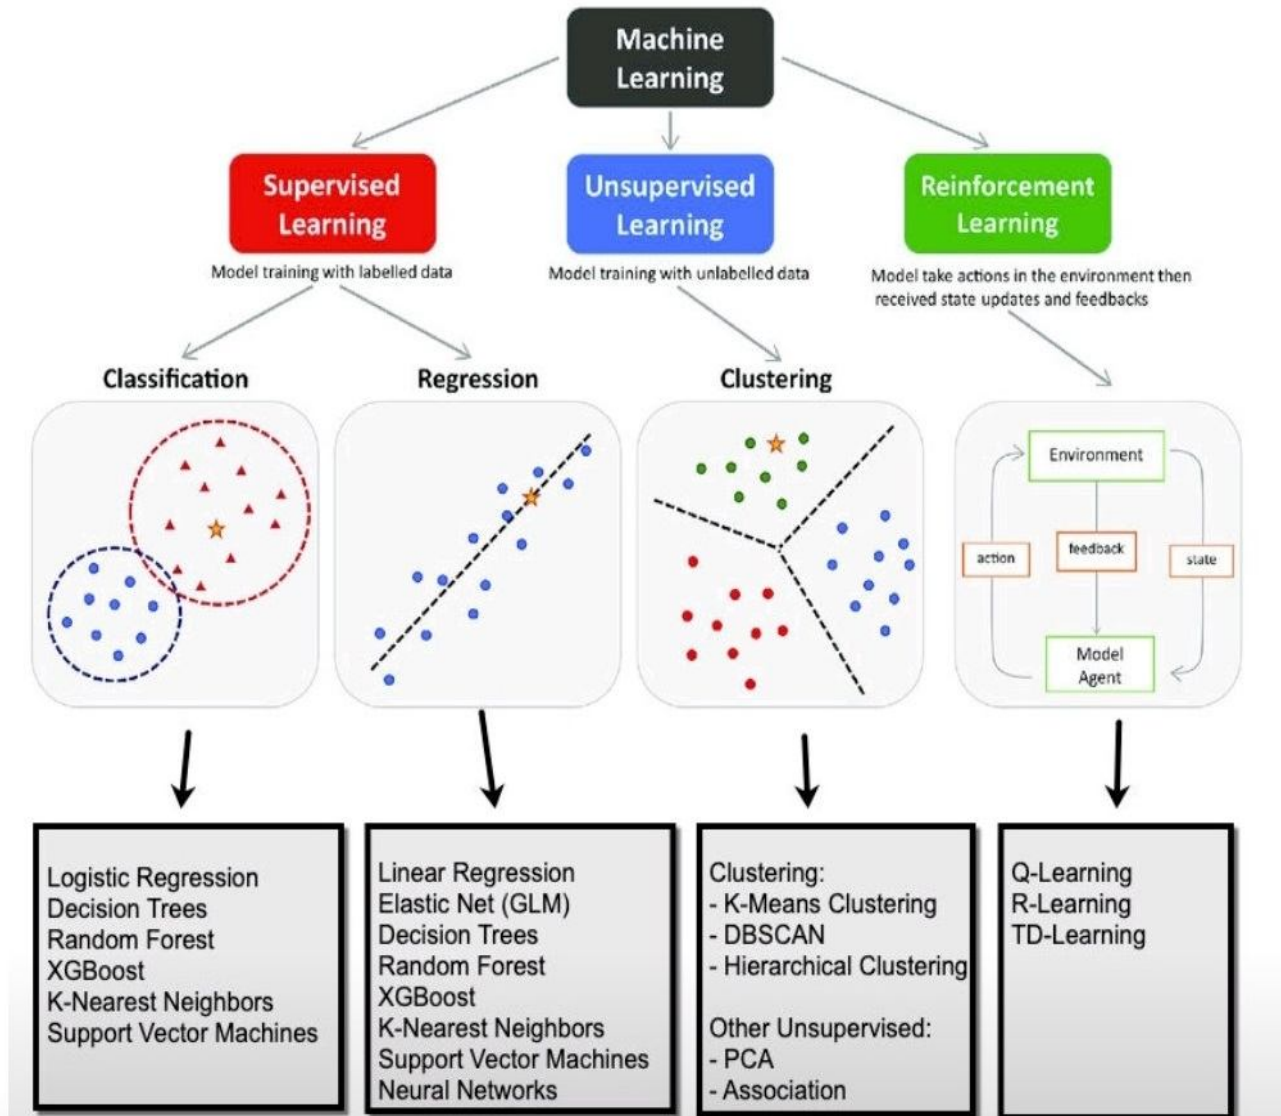 Machine
Learning
Supervised
Learning
Unsupervised
Learning
Reinforcement
Learning
Model training with labelled data
Model training with unlabelled data
Model take actions in the environment then
received state updates and feedbacks
Classification
Regression
Clustering
Environment
action
feedback
state
Model
Agent
Logistic Regression
Decision Trees
Random Forest
XGBoost
K-Nearest Neighbors
Support Vector Machines
Linear Regression
Elastic Net (GLM)
Decision Trees
Random Forest
XGBoost
K-Nearest Neighbors
Support Vector Machines
Neural Networks
Clustering:
- K-Means Clustering
- DBSCAN
- Hierarchical Clustering
Other Unsupervised:
- PCA
- Association
Q-Learning
R-Learning
TD-Learning